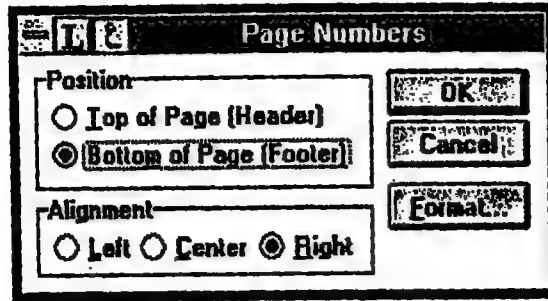 T. C Page Numbers
Position
Top of Page (Header)
Bottom of Page (Footer)
OK
Cancel
Format...
Alignment
Left Center Right